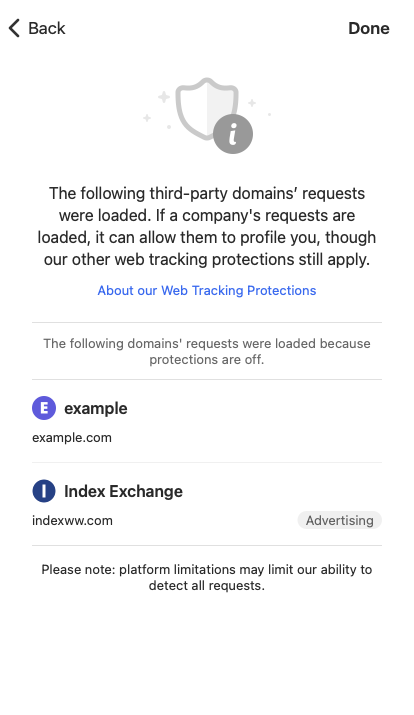 Back
Done
The following third-party domains’ requests
were loaded. If a company's requests are
loaded, it can allow them to profile you, though
our other web tracking protections still apply.
About our Web Tracking Protections
The following domains' requests were loaded because
protections are off.
E example
example.com
I Index Exchange
indexww.com
Advertising
Please note: platform limitations may limit our ability to
detect all requests.